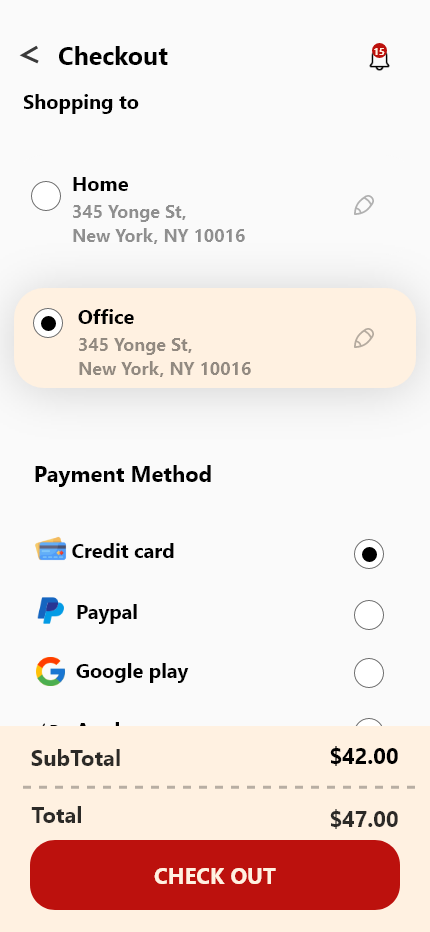 Checkout
15
Shopping to
Home
345 Yonge St,
New York, NY 10016
Office
345 Yonge St,
New York, NY 10016
Payment Method
Credit card
Paypal
Google play
SubTotal $42.00
Total $47.00
CHECK OUT